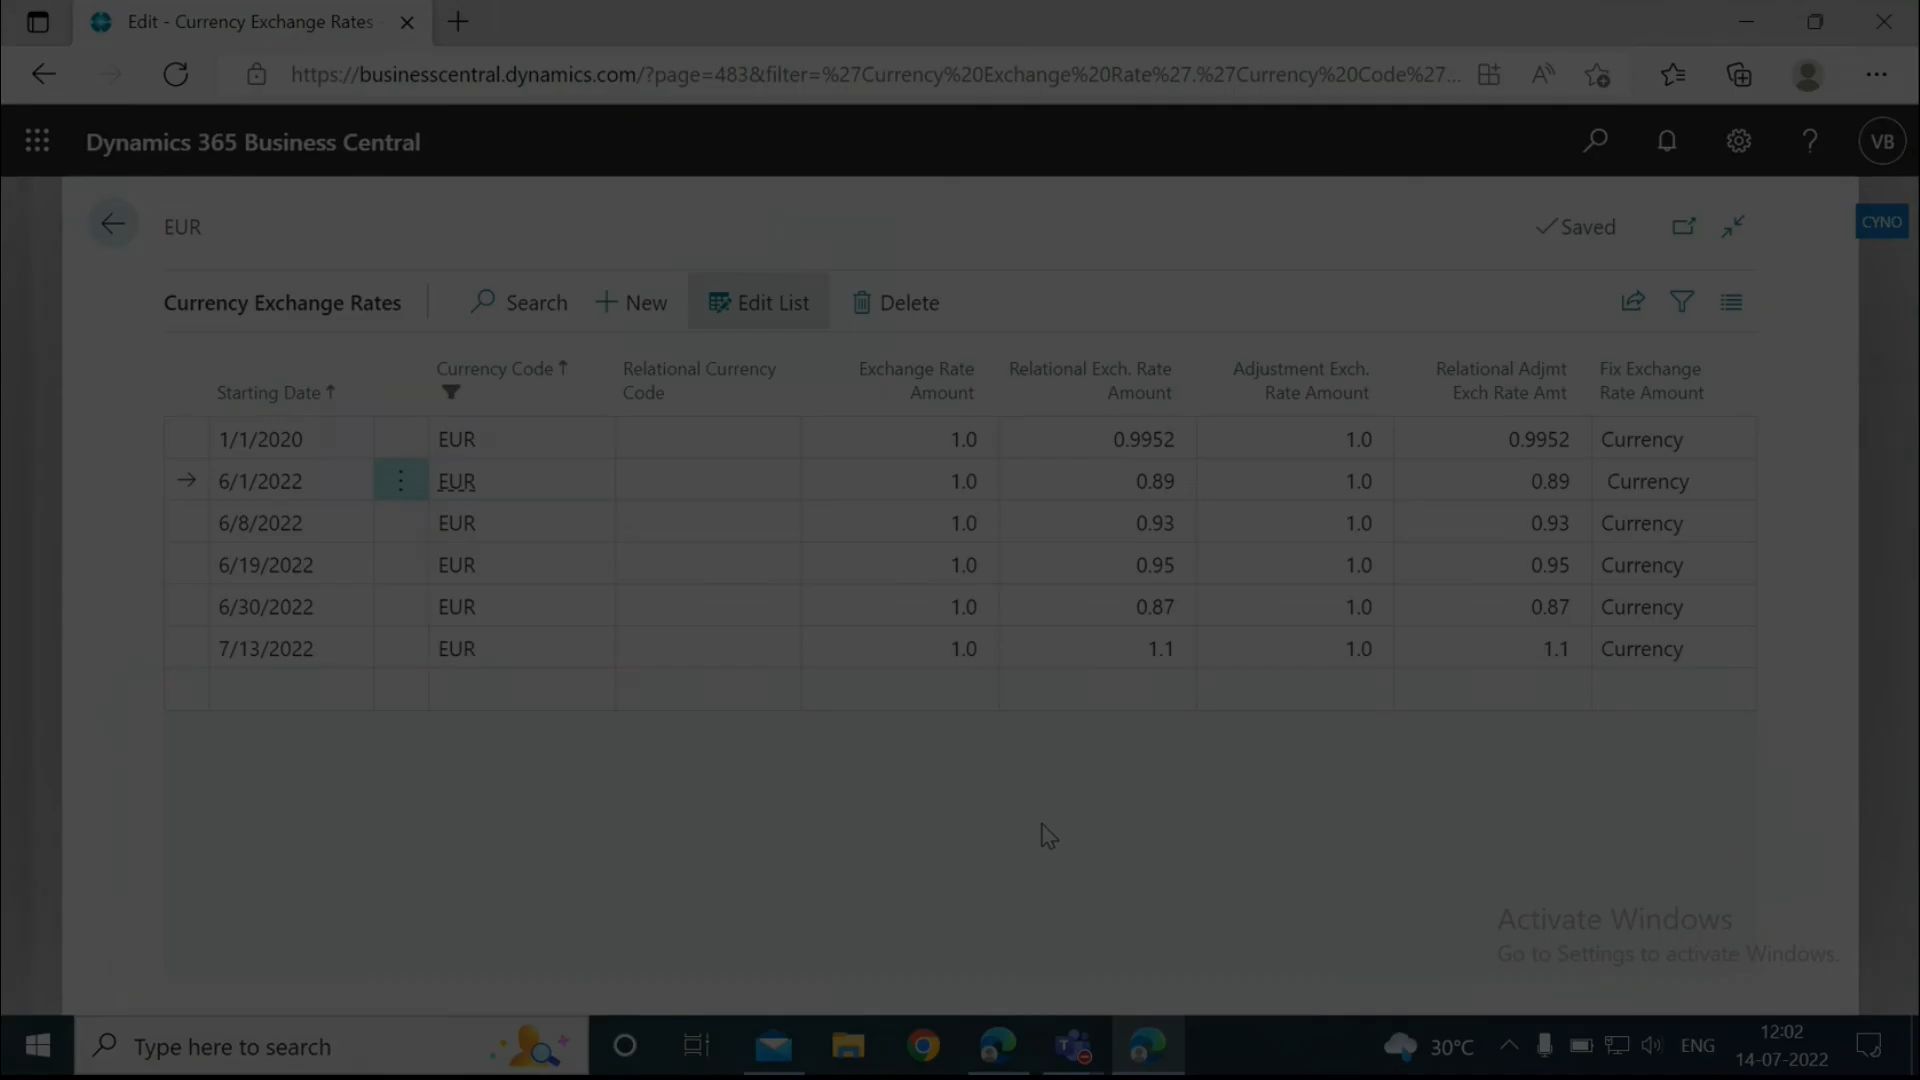 Edit - Currency Exchange Rates
https://businesscentral.dynamics.com/?page=483&filter=%27Currency%20Exchange%20Rate%27.%27Currency%20Code%27...
Dynamics 365 Business Central
VB
EUR
Saved
CYNO
Currency Exchange Rates
Search
New
Edit List
Delete
Starting Date↑ Currency Code↑ Relational Currency Code Exchange Rate Amount Relational Exch. Rate Amount Adjustment Exch. Rate Amount Relational Adjmt Exch Rate Amt Fix Exchange Rate Amount
1/1/2020 EUR 1.0 0.9952 1.0 0.9952 Currency
6/1/2022 EUR 1.0 0.89 1.0 0.89 Currency
6/8/2022 EUR 1.0 0.93 1.0 0.93 Currency
6/19/2022 EUR 1.0 0.95 1.0 0.95 Currency
6/30/2022 EUR 1.0 0.87 1.0 0.87 Currency
7/13/2022 EUR 1.0 1.1 1.0 1.1 Currency
Activate Windows
Go to Settings to activate Windows.
Type here to search
30°C
ENG
12:02
14-07-2022